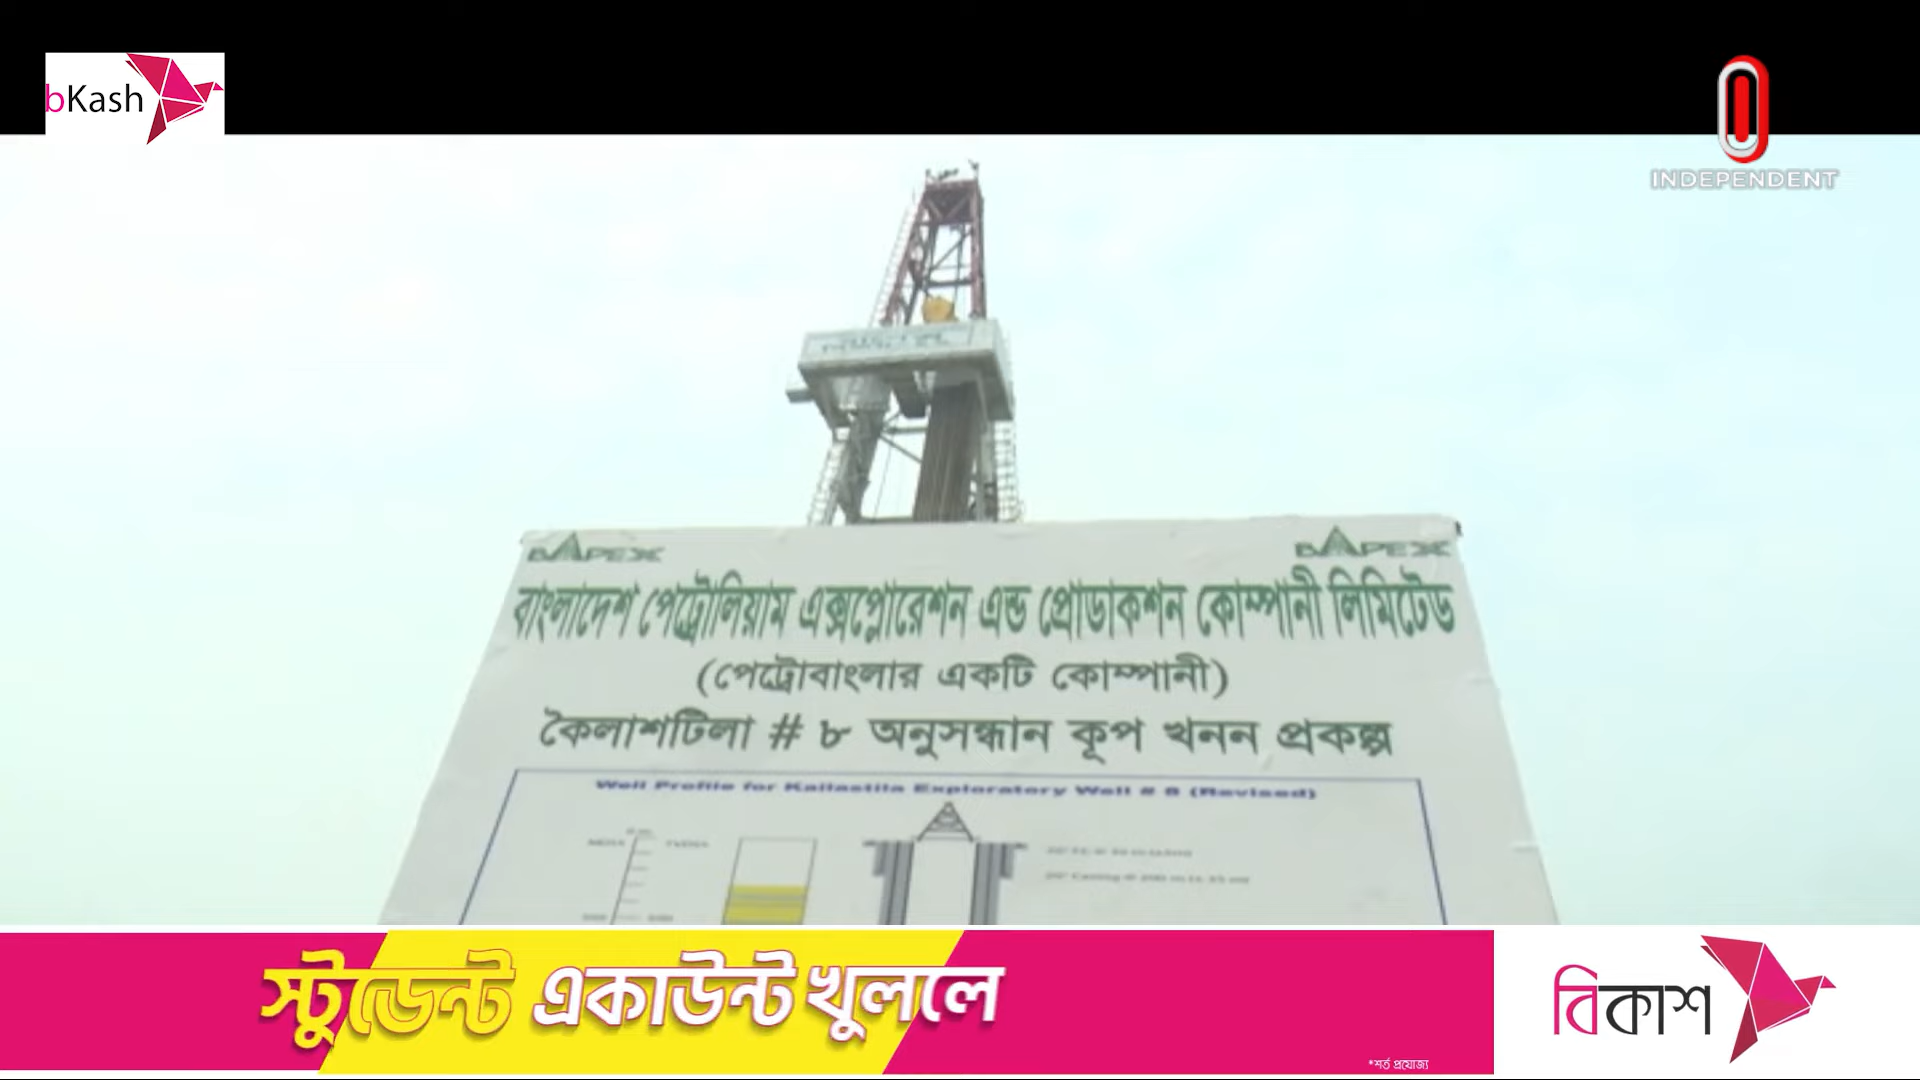 bKash
INDEPENDENT
BAPEX BAPEX
বাংলাদেশ পেট্রোলিয়াম এক্সপ্লোরেশন এন্ড প্রোডাকশন কোম্পানী লিমিটেড
(পেট্রোবাংলার একটি কোম্পানী)
কৈলাশটিলা # ৮ অনুসন্ধান কূপ খনন প্রকল্প
Well Profile for Kailastila Exploratory Well # 8 (Revised)
স্টুডেন্ট একাউন্ট খুললে
বিকাশ
*শর্ত প্রযোজ্য